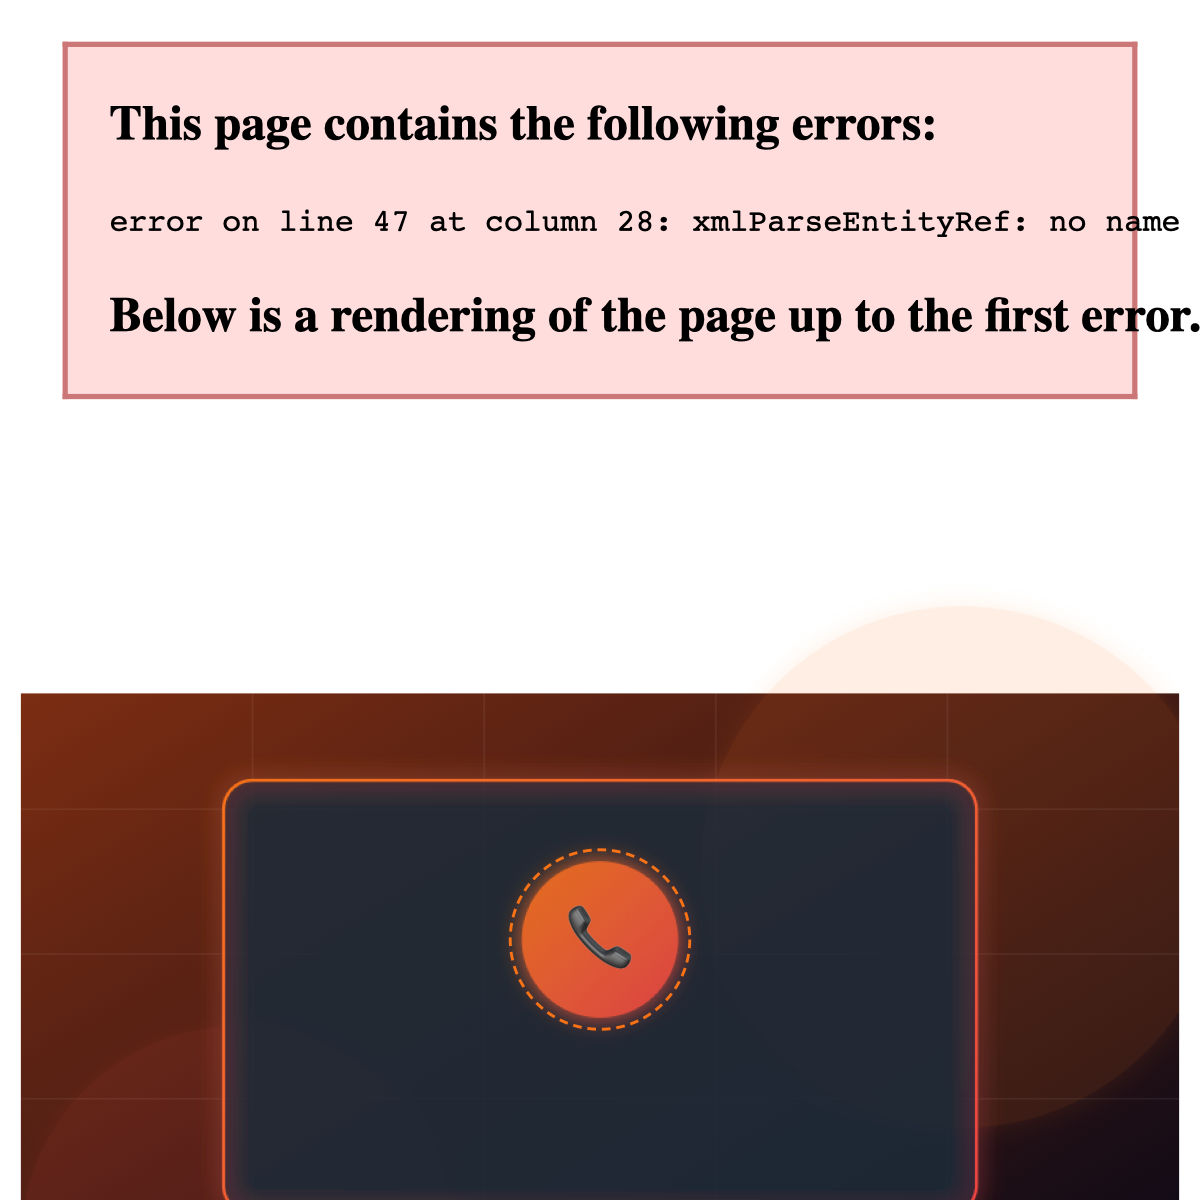 This page contains the following errors:
error on line 47 at column 28: xmlParseEntityRef: no name
Below is a rendering of the page up to the first error.